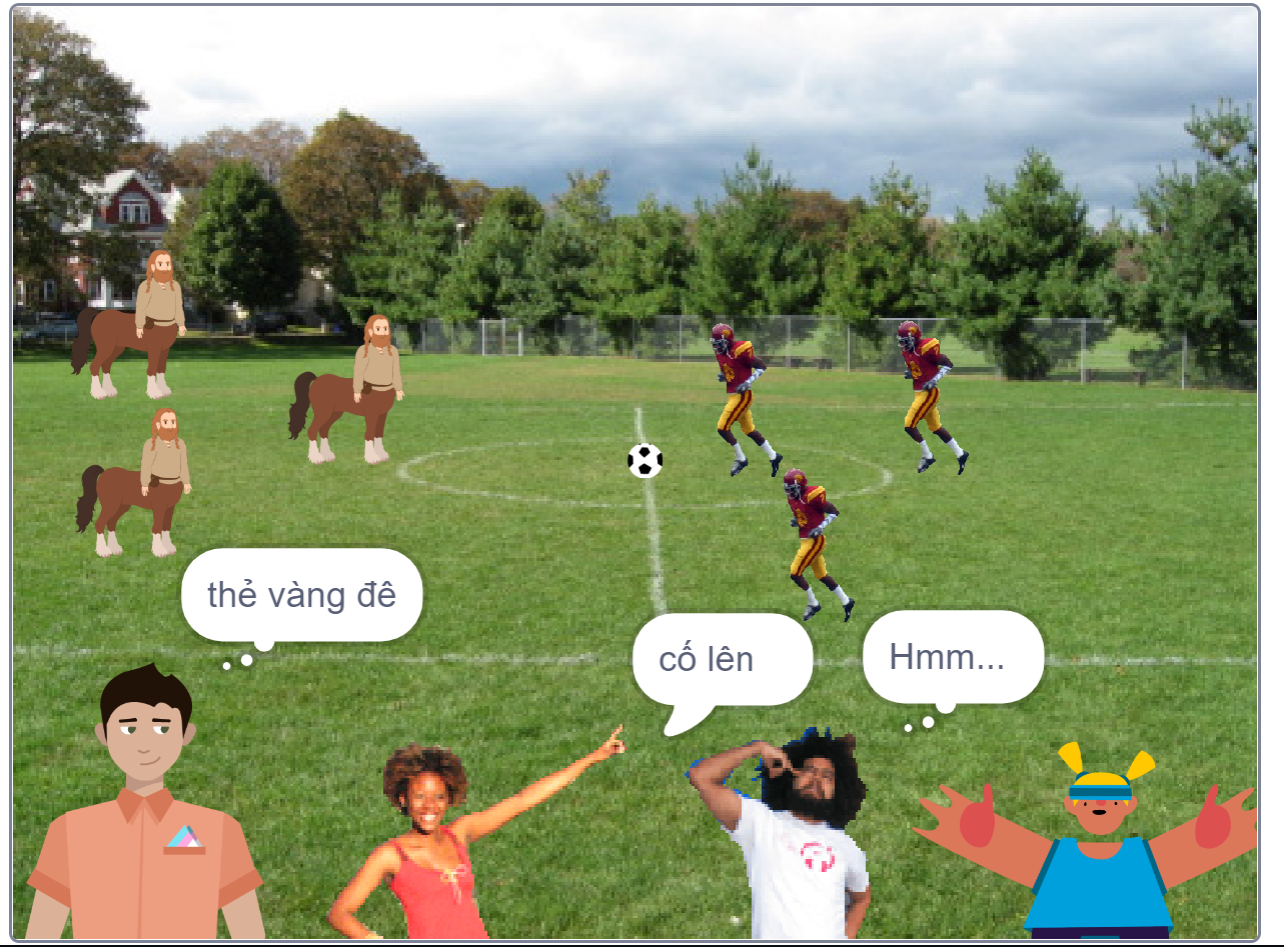 thẻ vàng đê
cố lên
Hmm...